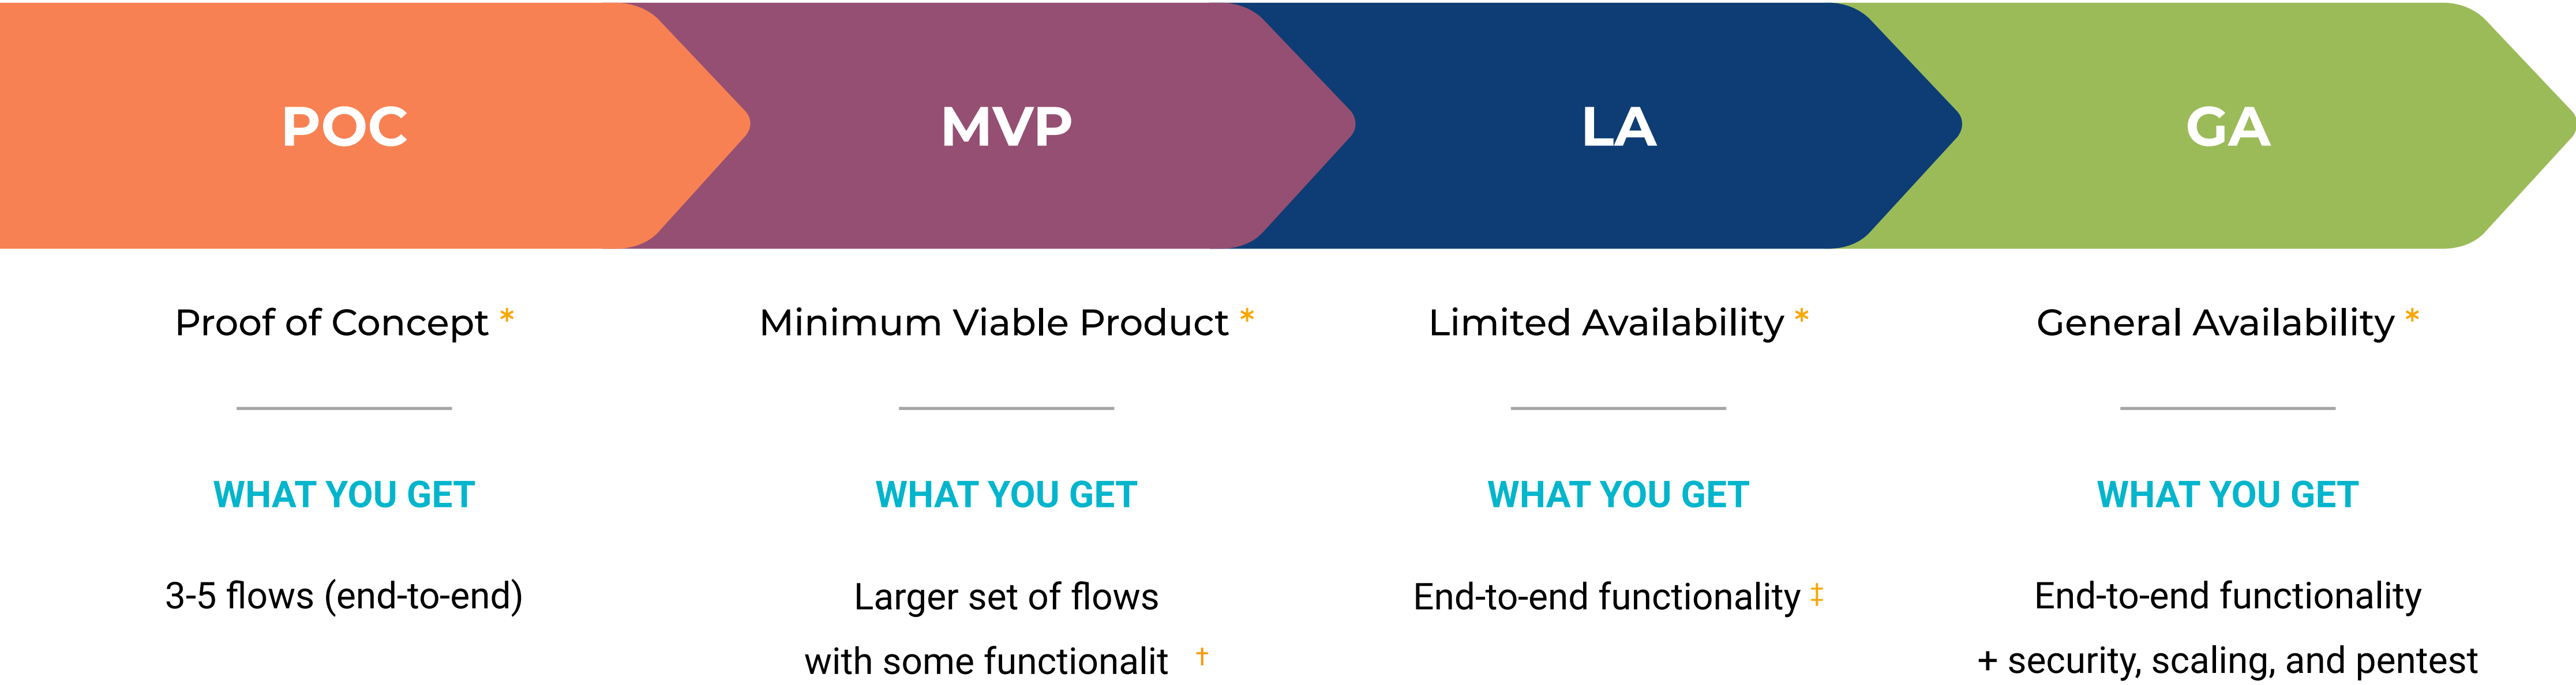 POC
MVP
LA
GA
Proof of Concept *
Minimum Viable Product *
Limited Availability *
General Availability *
WHAT YOU GET
WHAT YOU GET
WHAT YOU GET
WHAT YOU GET
3-5 flows (end-to-end)
Larger set of flows
with some functionalit †
End-to-end functionality ‡
End-to-end functionality
+ security, scaling, and pentest